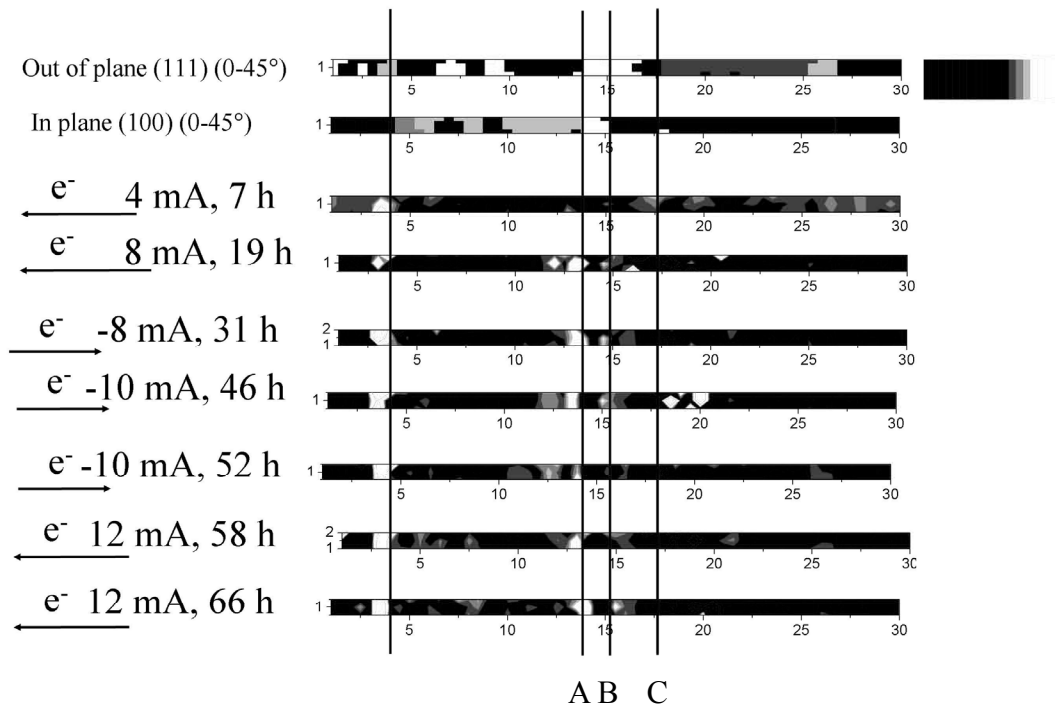 Out of plane (111) (0-45°)
1
5 10 15 20 25 30
In plane (100) (0-45°)
1
5 10 15 20 25 30
e- 4 mA, 7 h
1
5 10 15 20 25 30
e- 8 mA, 19 h
1
5 10 15 20 25 30
e- -8 mA, 31 h
2
1
5 10 15 20 25 30
e- -10 mA, 46 h
1
5 10 15 20 25 30
e- -10 mA, 52 h
1
5 10 15 20 25 30
e- 12 mA, 58 h
2
1
5 10 15 20 25 30
e- 12 mA, 66 h
1
5 10 15 20 25 30
A B C